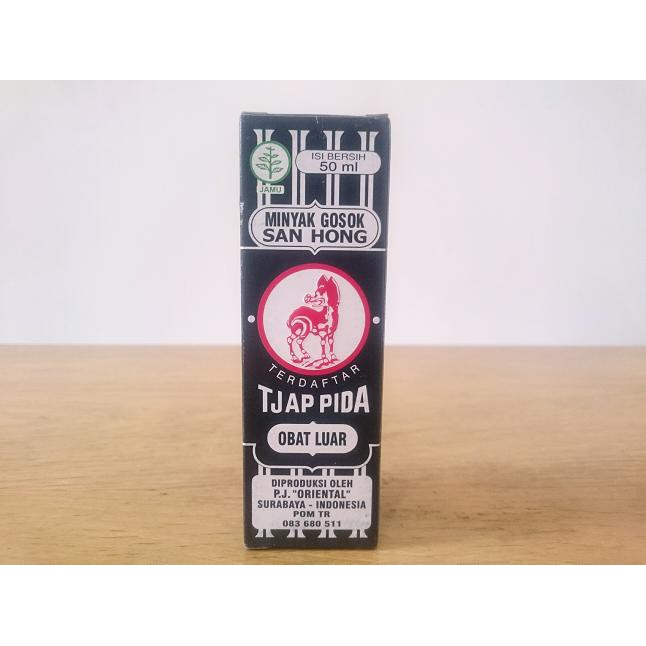 ISI BERSIH
50 ml
JAMU
MINYAK GOSOK
SAN HONG
TERDAFTAR
TJAP PIDA
OBAT LUAR
DIPRODUKSI OLEH
P.J. "ORIENTAL"
SURABAYA - INDONESIA
POM TR
083 680 511